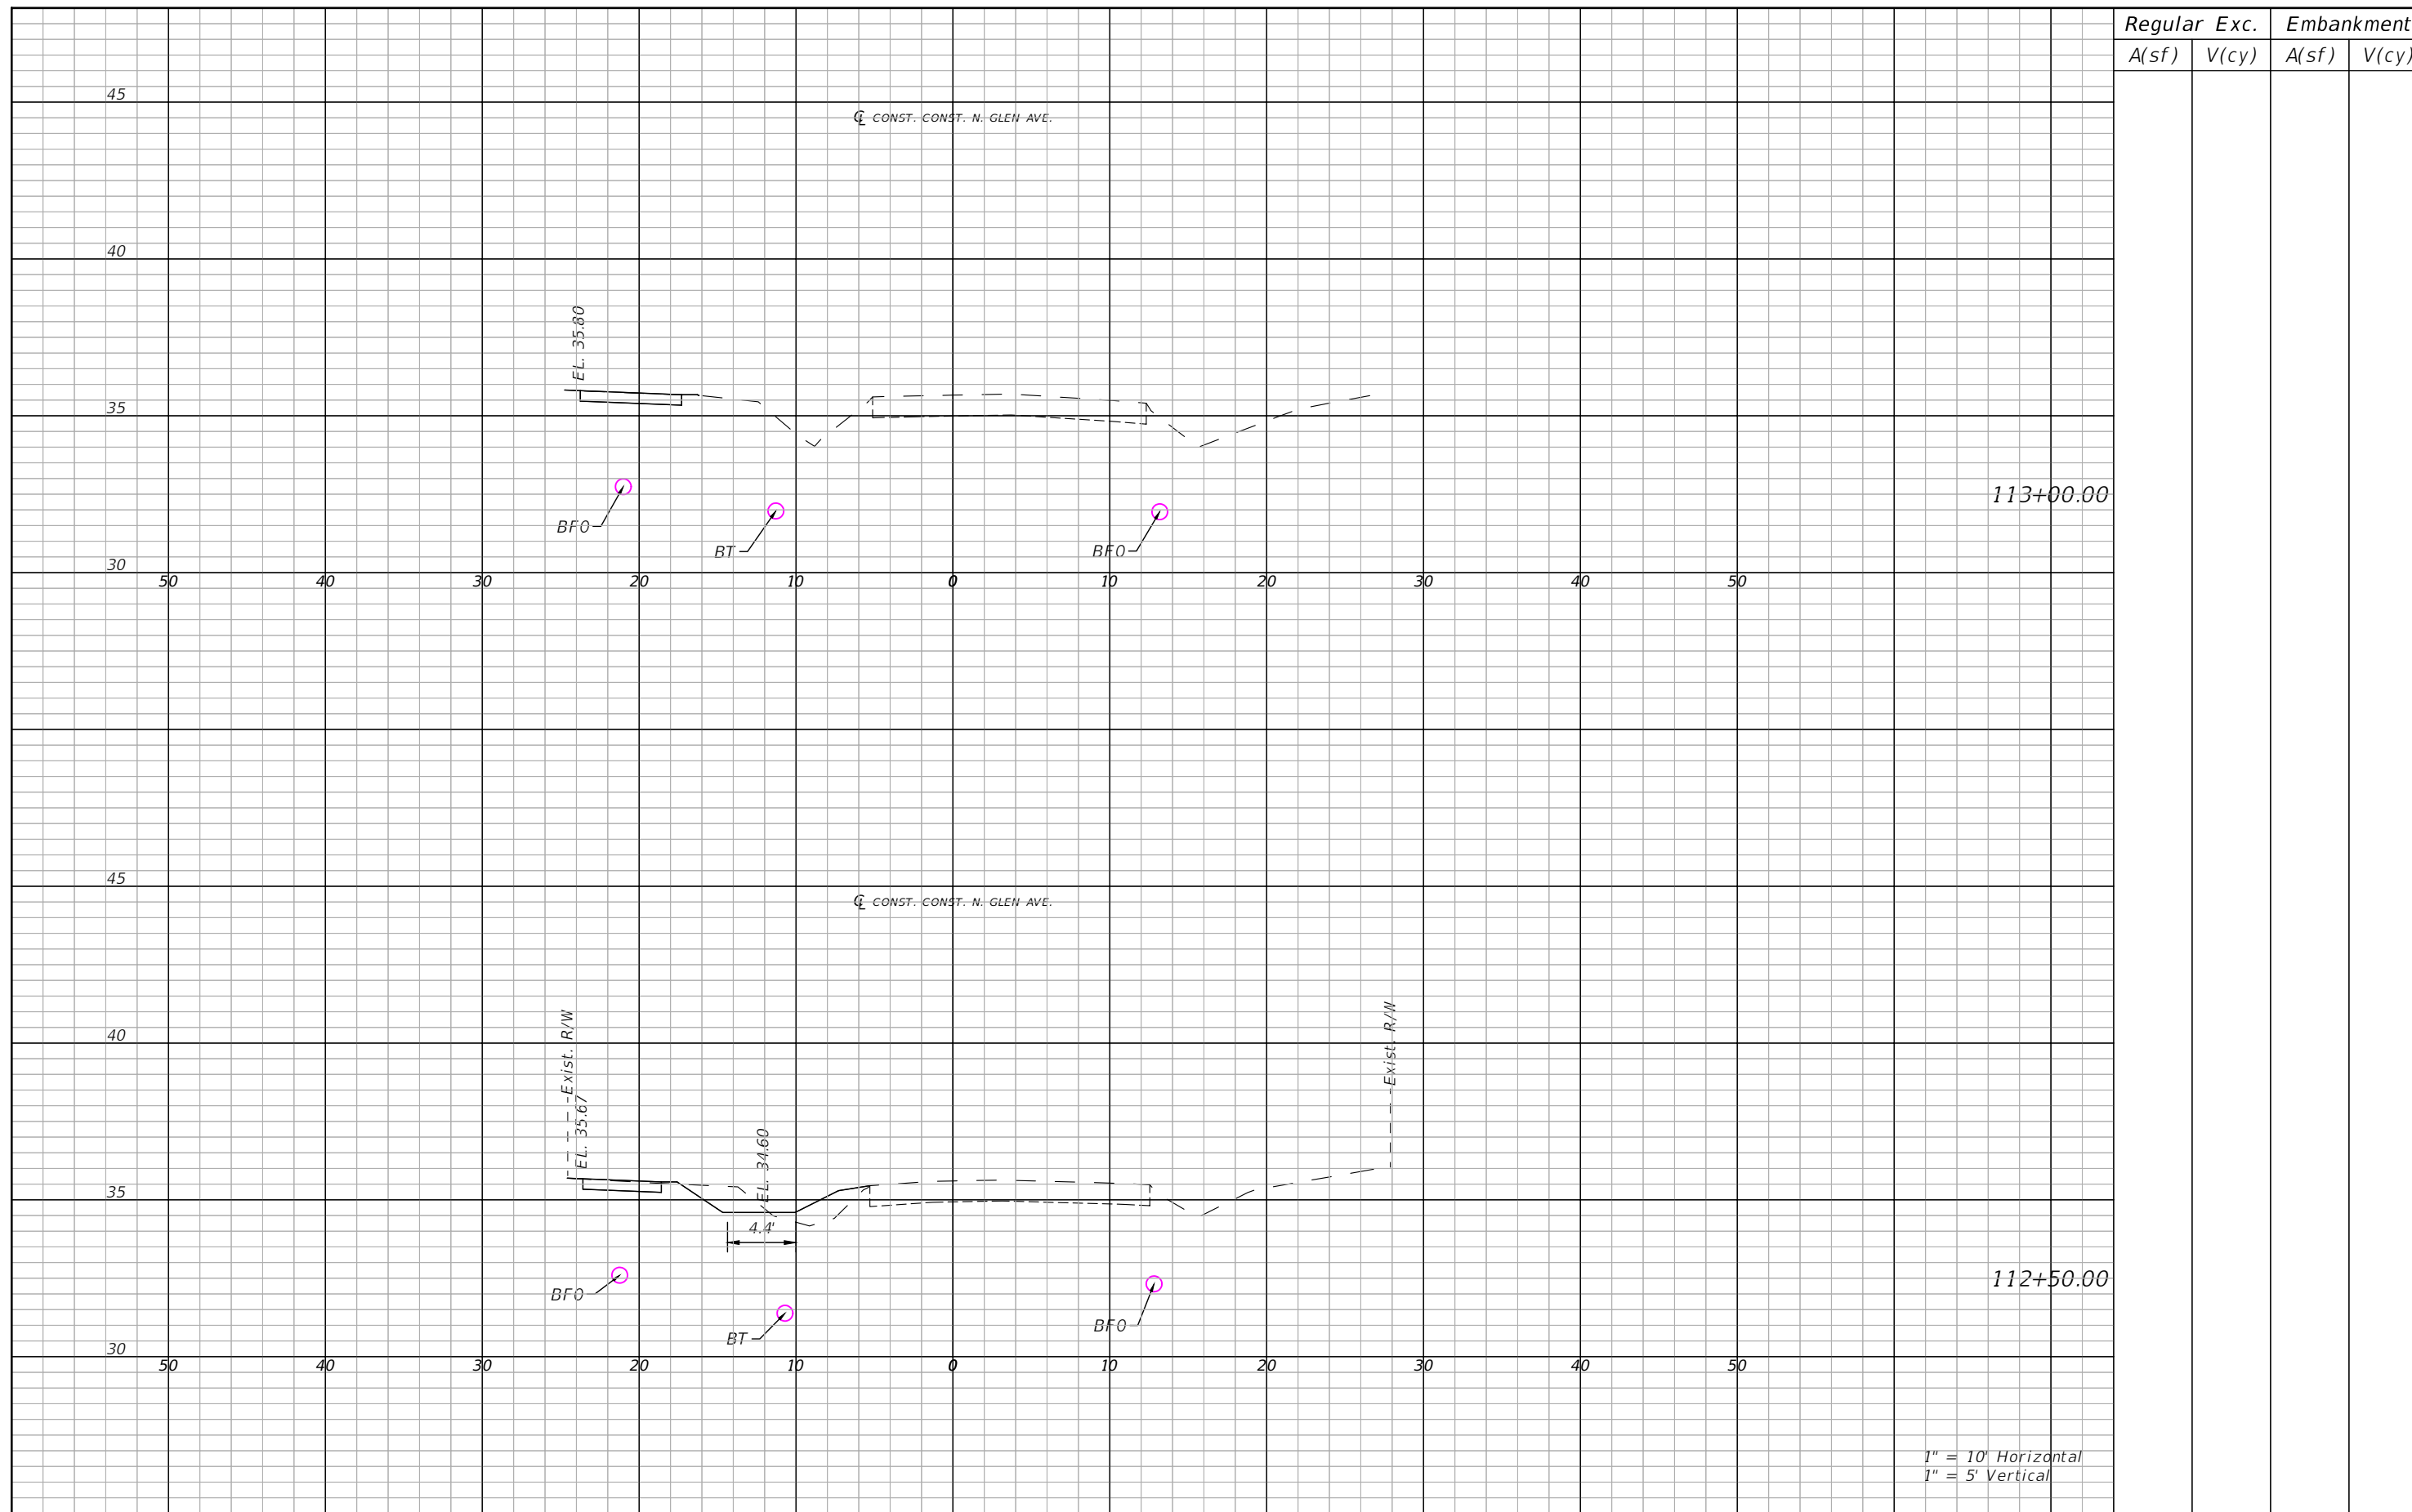 Regular Exc. Embankment
A(sf) V(cy) A(sf) V(cy)
45
CL CONST. CONST. N. GLEN AVE.
40
EL. 35.80
35
113+00.00
BFO
BT
BFO
30
50 40 30 20 10 0 10 20 30 40 50
45
CL CONST. CONST. N. GLEN AVE.
40
Exist. R/W
Exist. R/W
EL. 35.67
EL. 34.60
35
4.4'
112+50.00
BFO
BT
BFO
30
50 40 30 20 10 0 10 20 30 40 50
1" = 10' Horizontal
1" = 5' Vertical